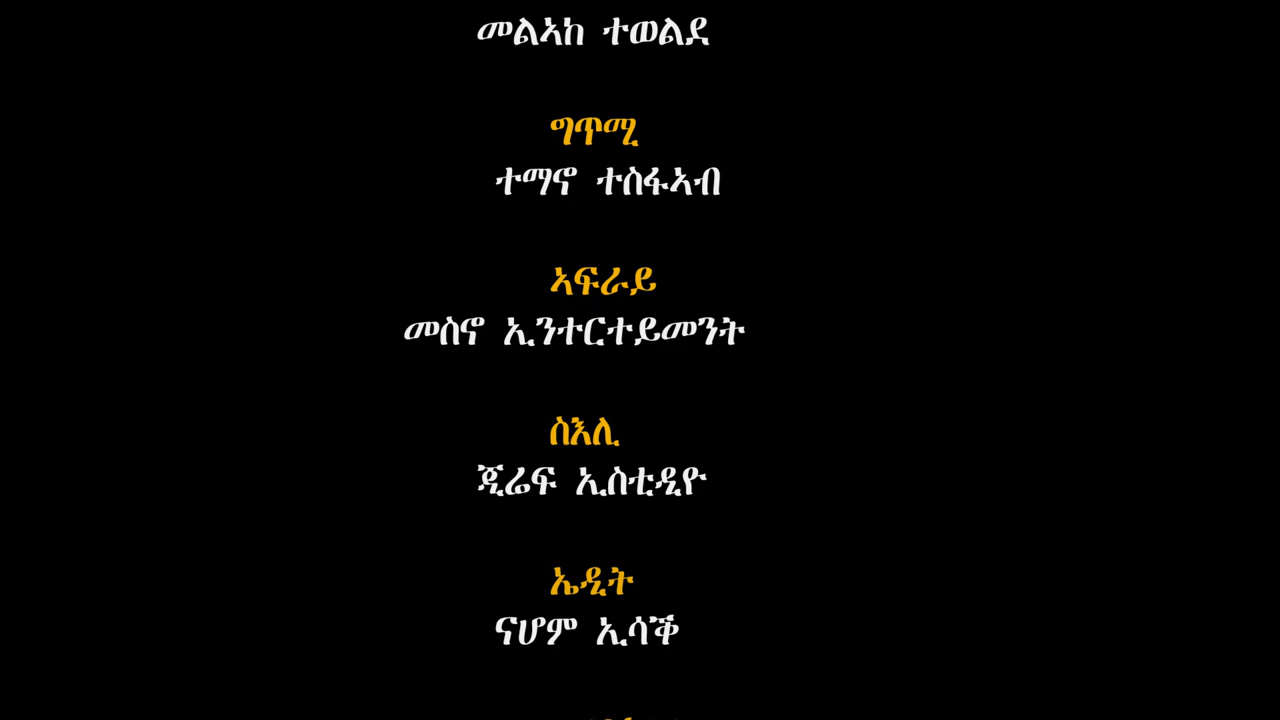 መልኣከ ተወልደ
ግጥሚ
ተማኖ ተስፋኣብ
ኣፍራይ
መስኖ ኢንተርተይመንት
ስእሊ
ጂሬፍ ኢስቲዲዮ
ኤዲት
ናሆም ኢሳቕ